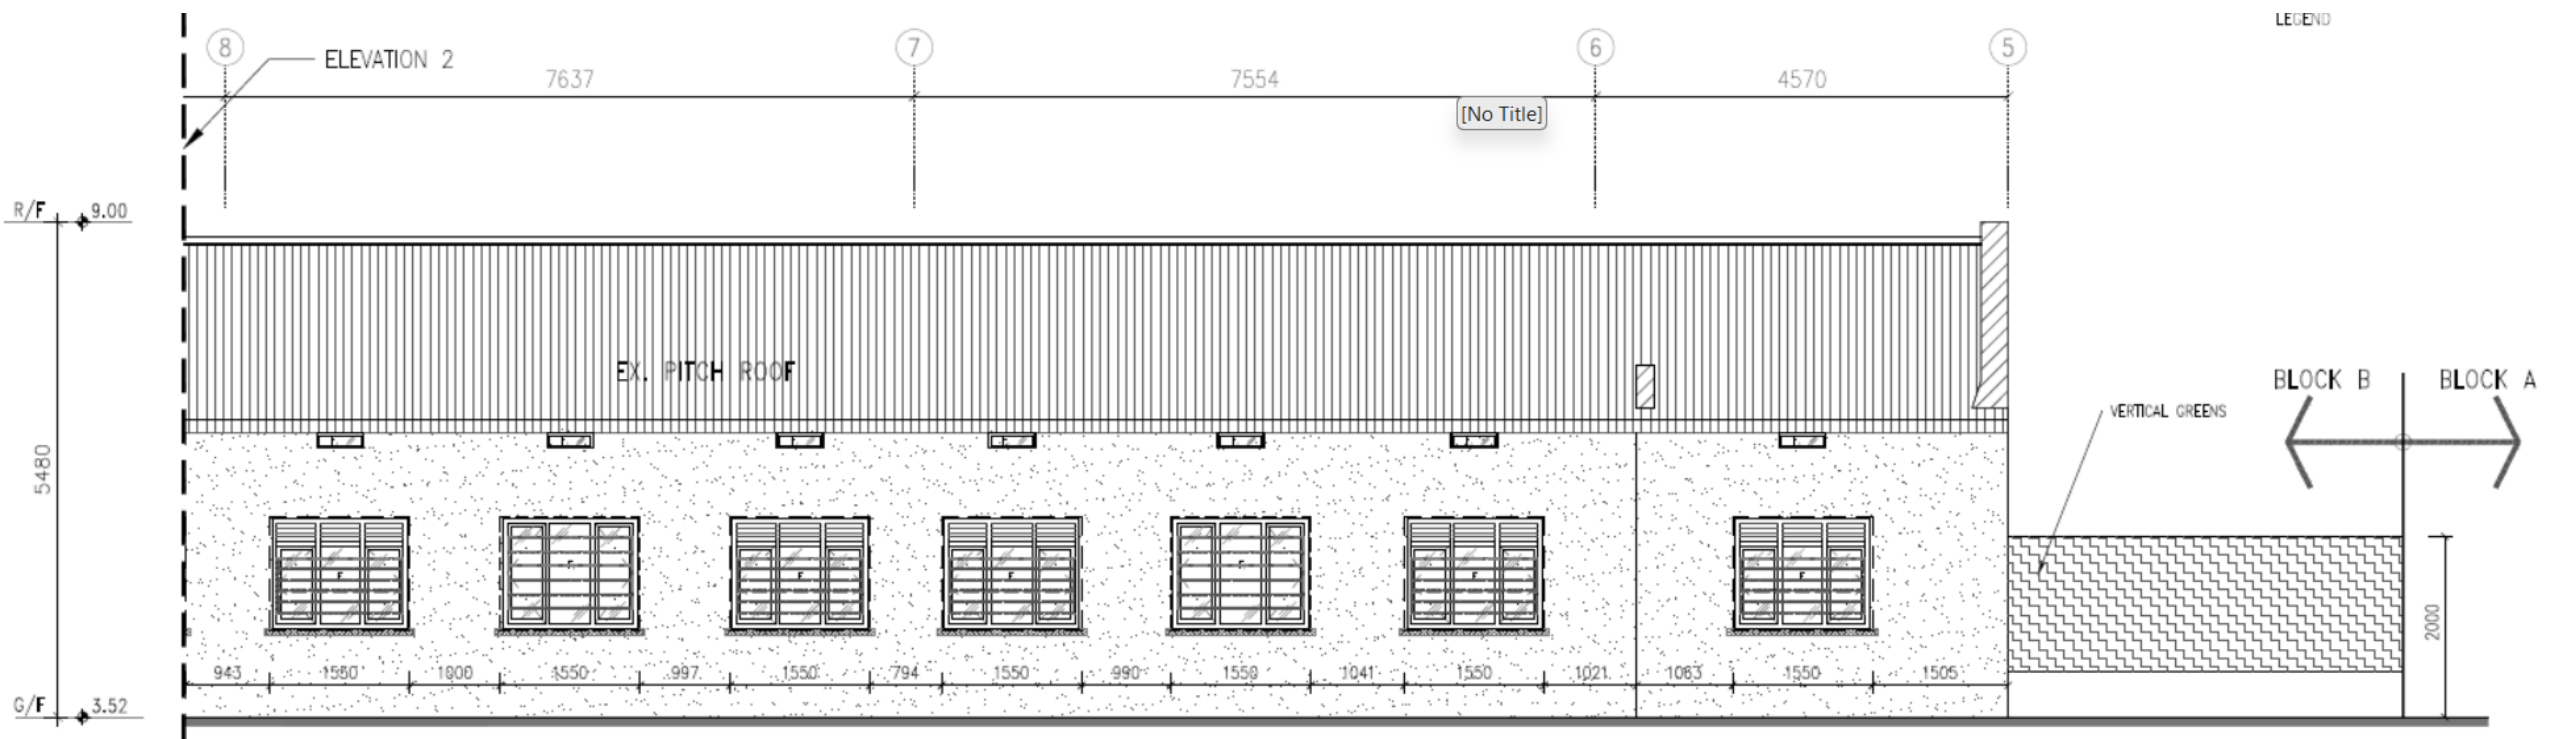 LEGEND
8
7
6
5
ELEVATION 2
7637
7554
4570
[No Title]
R/F
9.00
EX. PITCH ROOF
BLOCK B
BLOCK A
VERTICAL GREENS
5480
F
F
F
F
F
F
F
2000
943
1550
1000
1550
997
1550
794
1550
990
1550
1041
1550
1021
1063
1550
1505
G/F
3.52